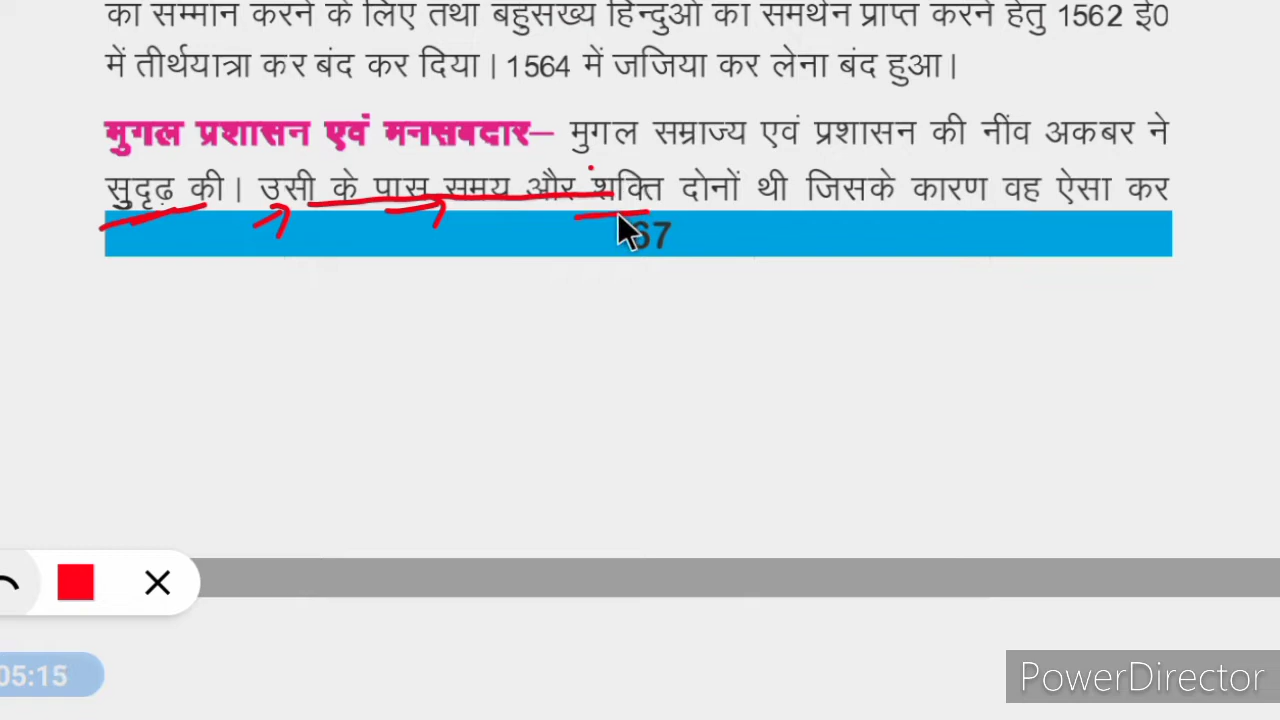 का सम्मान करने के लिए तथा बहुसंख्य हिन्दुओं का समर्थन प्राप्त करने हेतु 1562 ई0
में तीर्थयात्रा कर बंद कर दिया। 1564 में जजिया कर लेना बंद हुआ।
मुगल प्रशासन एवं मनसबदार– मुगल सम्राज्य एवं प्रशासन की नींव अकबर ने
सुदृढ़ की। उसी के पास समय और शक्ति दोनों थी जिसके कारण वह ऐसा कर
67
05:15
PowerDirector